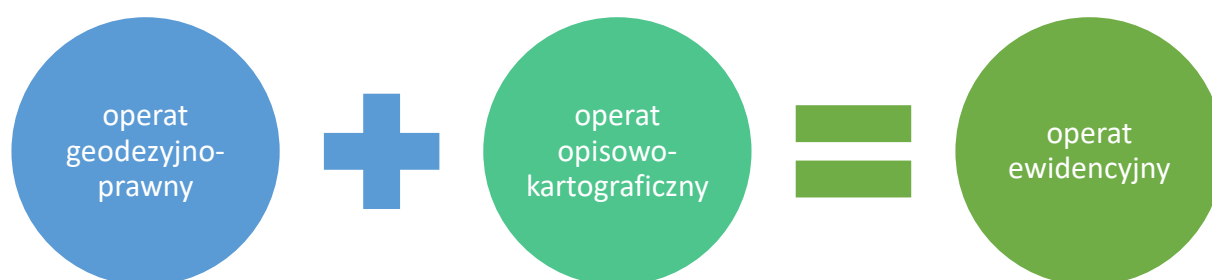 operat
geodezyjno-
prawny
operat
opisowo-
kartograficzny
operat
ewidencyjny